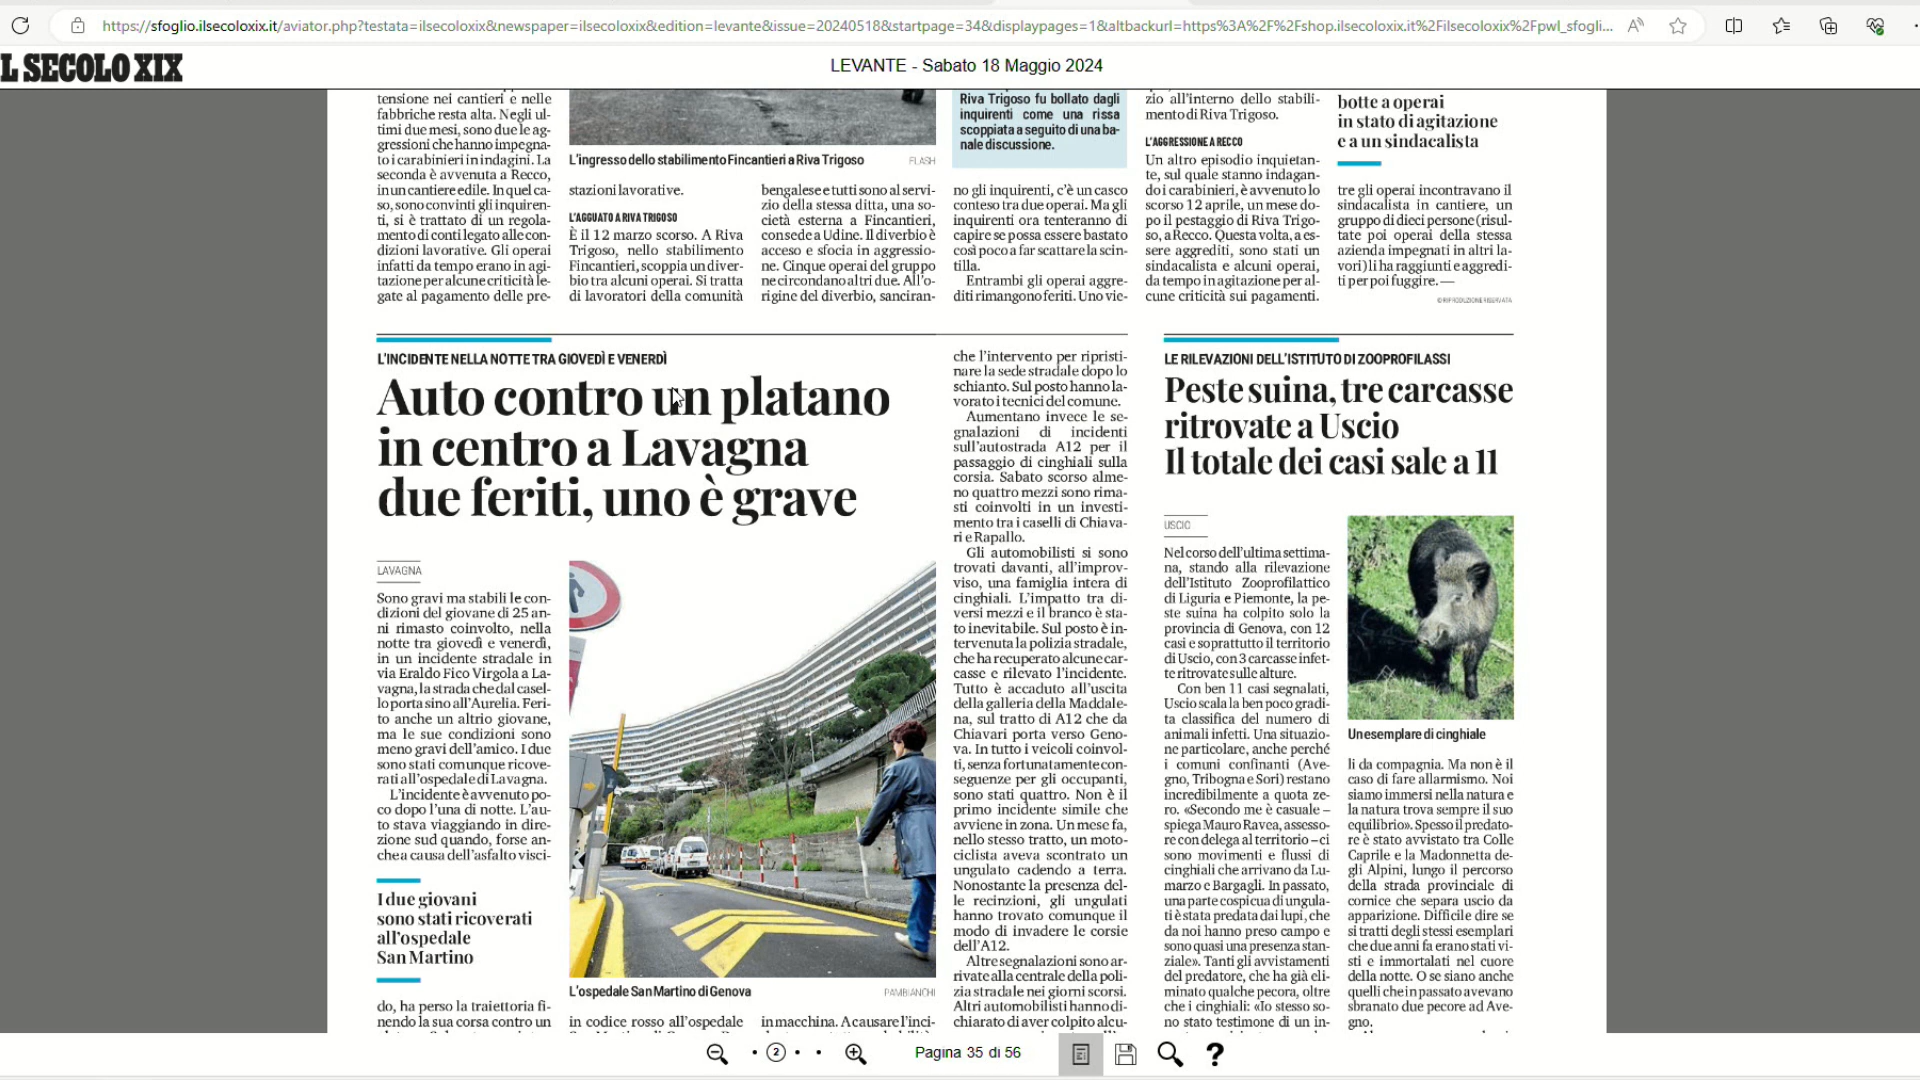 https://sfoglio.ilsecoloxix.it/aviator.php?testata=ilsecoloxix&newspaper=ilsecoloxix&edition=levante&issue=20240518&startpage=34&displaypages=1&altbackurl=https%3A%2F%2Fshop.ilsecoloxix.it%2Filsecoloxix%2Fpwl_sfogli...
L SECOLO XIX
LEVANTE - Sabato 18 Maggio 2024
tensione nei cantieri e nelle
fabbriche resta alta. Negli ul-
timi due mesi, sono due le ag-
gressioni che hanno impegna-
to i carabinieri in indagini. La
seconda è avvenuta a Recco,
in un cantiere edile. In quel ca-
so, sono convinti gli inquiren-
ti, si è trattato di un regola-
mento di conti legato alle con-
dizioni lavorative. Gli operai
infatti da tempo erano in agi-
tazione per alcune criticità le-
gate al pagamento delle pre-
L'ingresso dello stabilimento Fincantieri a Riva Trigoso
FLASH
stazioni lavorative.
L'AGGUATO A RIVA TRIGOSO
È il 12 marzo scorso. A Riva
Trigoso, nello stabilimento
Fincantieri, scoppia un diver-
bio tra alcuni operai. Si tratta
di lavoratori della comunità
bengalese e tutti sono al servi-
zio della stessa ditta, una so-
cietà esterna a Fincantieri,
con sede a Udine. Il diverbio è
acceso e sfocia in aggressio-
ne. Cinque operai del gruppo
ne circondano altri due. All'o-
rigine del diverbio, sanciran-
Riva Trigoso fu bollato dagli
inquirenti come una rissa
scoppiata a seguito di una ba-
nale discussione.
no gli inquirenti, c'è un casco
conteso tra due operai. Ma gli
inquirenti ora tenteranno di
capire se possa essere bastato
così poco a far scattare la scin-
tilla.
Entrambi gli operai aggre-
diti rimangono feriti. Uno vie-
zio all'interno dello stabili-
mento di Riva Trigoso.
L'AGGRESSIONE A RECCO
Un altro episodio inquietan-
te, sul quale stanno indagan-
do i carabinieri, è avvenuto lo
scorso 12 aprile, un mese do-
po il pestaggio di Riva Trigo-
so, a Recco. Questa volta, a es-
sere aggrediti, sono stati un
sindacalista e alcuni operai,
da tempo in agitazione per al-
cune criticità sui pagamenti.
botte a operai
in stato di agitazione
e a un sindacalista
tre gli operai incontravano il
sindacalista in cantiere, un
gruppo di dieci persone (risul-
tate poi operai della stessa
azienda impegnati in altri la-
vori) li ha raggiunti e aggredi-
ti per poi fuggire. —
© RIPRODUZIONE RISERVATA
L'INCIDENTE NELLA NOTTE TRA GIOVEDÌ E VENERDÌ
Auto contro un platano
in centro a Lavagna
due feriti, uno è grave
LAVAGNA
Sono gravi ma stabili le con-
dizioni del giovane di 25 an-
ni rimasto coinvolto, nella
notte tra giovedì e venerdì,
in un incidente stradale in
via Eraldo Fico Virgola a La-
vagna, la strada che dal casel-
lo porta sino all'Aurelia. Feri-
to anche un altrio giovane,
ma le sue condizioni sono
meno gravi dell'amico. I due
sono stati comunque ricove-
rati all'ospedale di Lavagna.
L'incidente è avvenuto po-
co dopo l'una di notte. L'au-
to stava viaggiando in dire-
zione sud quando, forse an-
che a causa dell'asfalto visci-
I due giovani
sono stati ricoverati
all'ospedale
San Martino
do, ha perso la traiettoria fi-
nendo la sua corsa contro un
L'ospedale San Martino di Genova
PAMBIANCHI
in codice rosso all'ospedale
in macchina. A causare l'inci-
che l'intervento per ripristi-
nare la sede stradale dopo lo
schianto. Sul posto hanno la-
vorato i tecnici del comune.
Aumentano invece le se-
gnalazioni di incidenti
sull'autostrada A12 per il
passaggio di cinghiali sulla
corsia. Sabato scorso alme-
no quattro mezzi sono rima-
sti coinvolti in un investi-
mento tra i caselli di Chiava-
ri e Rapallo.
Gli automobilisti si sono
trovati davanti, all'improv-
viso, una famiglia intera di
cinghiali. L'impatto tra di-
versi mezzi e il branco è sta-
to inevitabile. Sul posto è in-
tervenuta la polizia stradale,
che ha recuperato alcune car-
casse e rilevato l'incidente.
Tutto è accaduto all'uscita
della galleria della Maddale-
na, sul tratto di A12 che da
Chiavari porta verso Geno-
va. In tutto i veicoli coinvol-
ti, senza fortunatamente con-
seguenze per gli occupanti,
sono stati quattro. Non è il
primo incidente simile che
avviene in zona. Un mese fa,
nello stesso tratto, un moto-
ciclista aveva scontrato un
ungulato cadendo a terra.
Nonostante la presenza del-
le recinzioni, gli ungulati
hanno trovato comunque il
modo di invadere le corsie
dell'A12.
Altre segnalazioni sono ar-
rivate alla centrale della poli-
zia stradale nei giorni scorsi.
Altri automobilisti hanno di-
chiarato di aver colpito alcu-
LE RILEVAZIONI DELL'ISTITUTO DI ZOOPROFILASSI
Peste suina, tre carcasse
ritrovate a Uscio
Il totale dei casi sale a 11
USCIO
Nel corso dell'ultima settima-
na, stando alla rilevazione
dell'Istituto Zooprofilattico
di Liguria e Piemonte, la pe-
ste suina ha colpito solo la
provincia di Genova, con 12
casi e soprattutto il territorio
di Uscio, con 3 carcasse infet-
te ritrovate sulle alture.
Con ben 11 casi segnalati,
Uscio scala la ben poco gradi-
ta classifica del numero di
animali infetti. Una situazio-
ne particolare, anche perché
i comuni confinanti (Ave-
gno, Tribogna e Sori) restano
incredibilmente a quota ze-
ro. «Secondo me è casuale –
spiega Mauro Ravea, assesso-
re con delega al territorio – ci
sono movimenti e flussi di
cinghiali che arrivano da Lu-
marzo e Bargagli. In passato,
una parte cospicua di ungula-
ti è stata predata dai lupi, che
da noi hanno preso campo e
sono quasi una presenza stan-
ziale». Tanti gli avvistamenti
del predatore, che ha già eli-
minato qualche pecora, oltre
che i cinghiali: «Io stesso so-
no stato testimone di un in-
Un esemplare di cinghiale
li da compagnia. Ma non è il
caso di fare allarmismo. Noi
siamo immersi nella natura e
la natura trova sempre il suo
equilibrio». Spesso il predato-
re è stato avvistato tra Colle
Caprile e la Madonnetta de-
gli Alpini, lungo il percorso
della strada provinciale di
cornice che separa uscio da
apparizione. Difficile dire se
si tratti degli stessi esemplari
che due anni fa erano stati vi-
sti e immortalati nel cuore
della notte. O se siano anche
quelli che in passato avevano
sbranato due pecore ad Ave-
gno.
2
Pagina 35 di 56
?